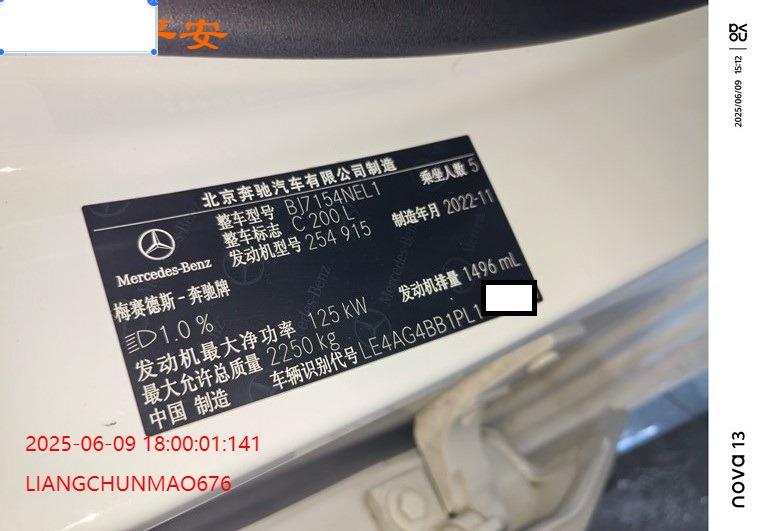 平安
北京奔驰汽车有限公司制造
乘坐人数 5
整车型号 BJ7154NEL1
整车标志 C 200 L
制造年月 2022-11
发动机型号 254 915
Mercedes-Benz
梅赛德斯-奔驰牌
发动机排量 1496 mL
1.0 %
发动机最大净功率 125 kW
最大允许总质量 2250 kg
车辆识别代号 LE4AG4BB1PL1
中国 制造
2025-06-09 18:00:01:141
LIANGCHUNMAO676
2025/06/09 15:12
nova 13